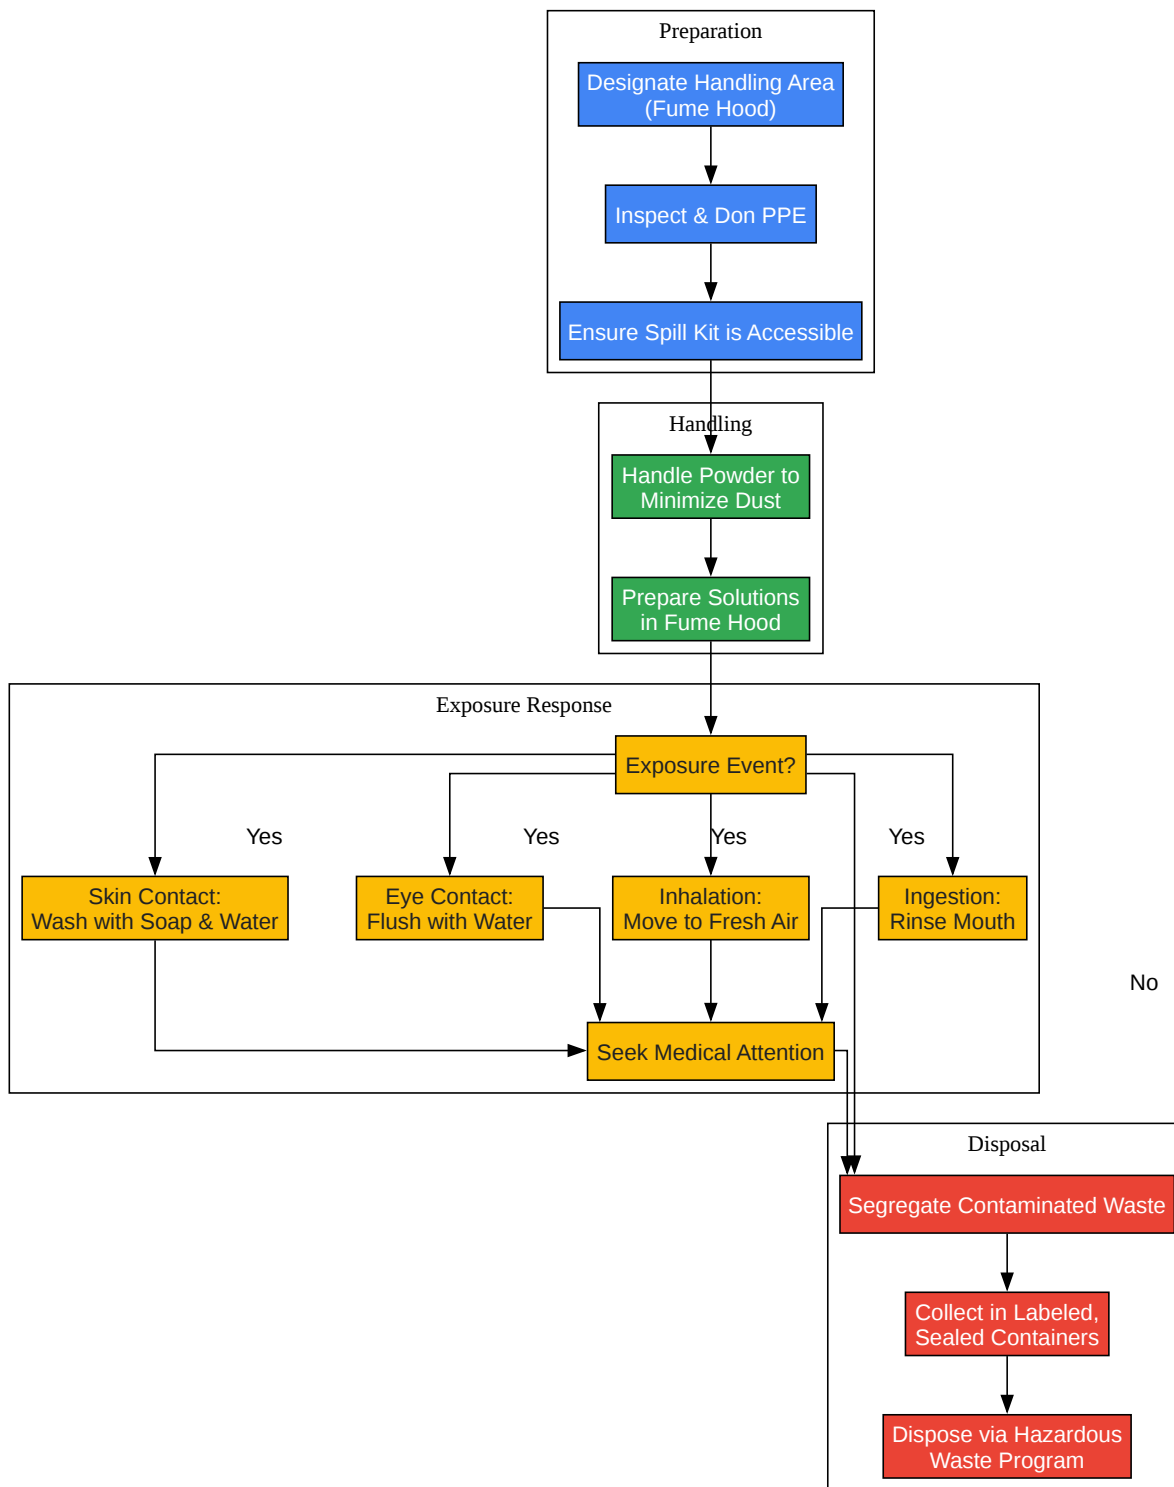 Preparation
Designate Handling Area
(Fume Hood)
Inspect & Don PPE
Ensure Spill Kit is Accessible
Handling
Handle Powder to
Minimize Dust
Prepare Solutions
in Fume Hood
Exposure Response
Exposure Event?
Yes
Yes
Yes
Yes
Skin Contact:
Wash with Soap & Water
Eye Contact:
Flush with Water
Inhalation:
Move to Fresh Air
Ingestion:
Rinse Mouth
No
Seek Medical Attention
Disposal
Segregate Contaminated Waste
Collect in Labeled,
Sealed Containers
Dispose via Hazardous
Waste Program